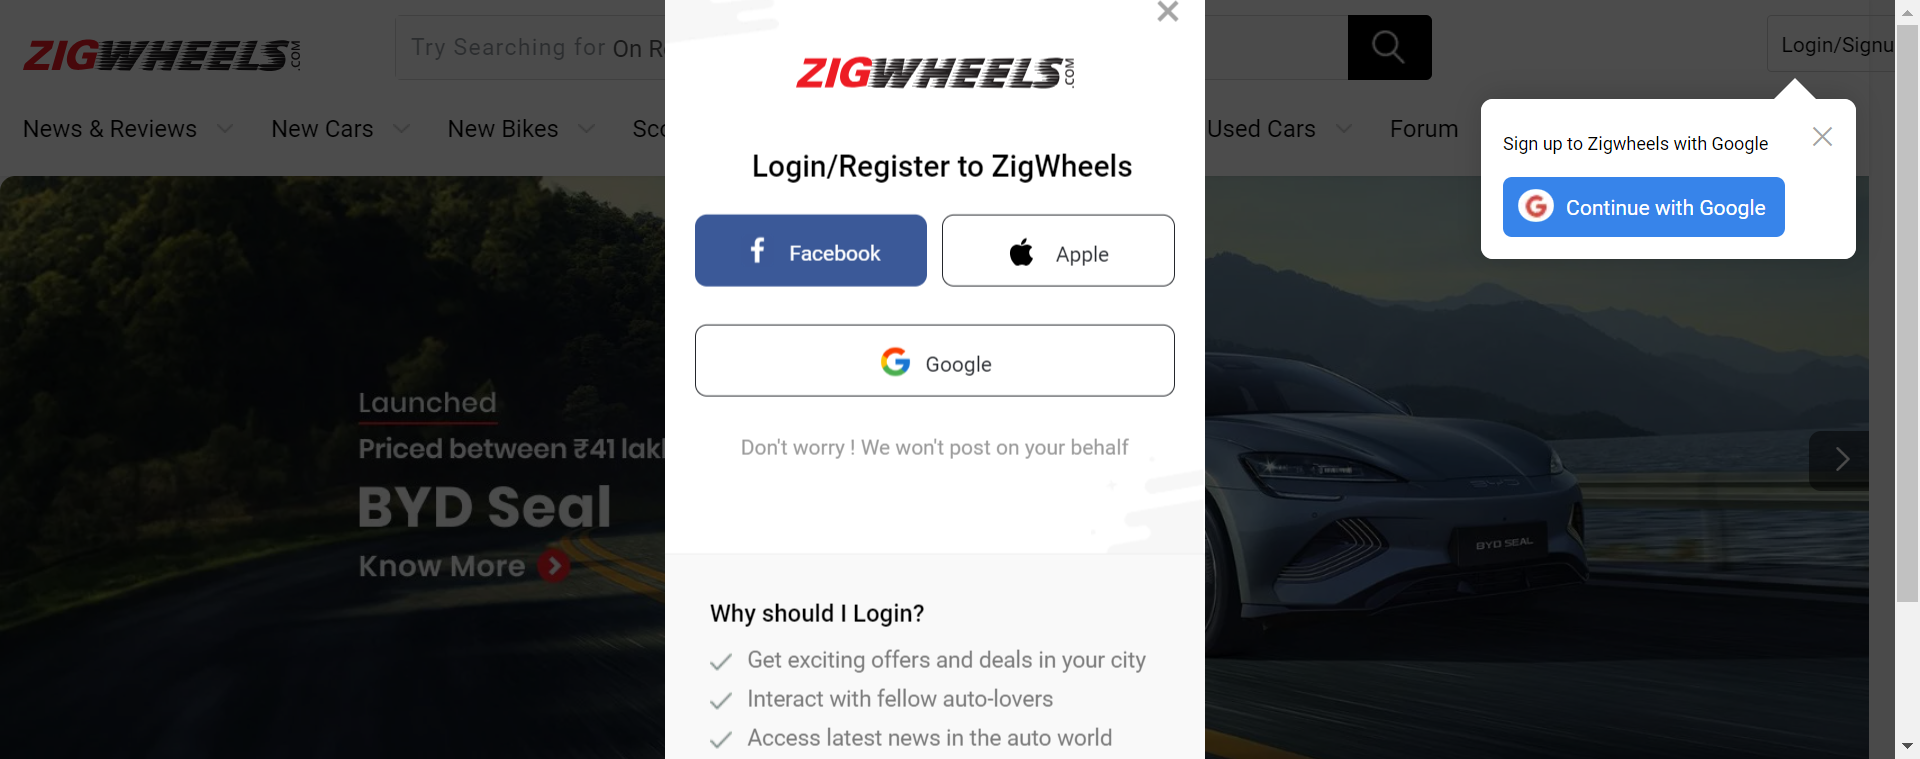 ZIGWHEELS.COM
Try Searching for On R
Login/Signu
News & Reviews
New Cars
New Bikes
Sco
Used Cars
Forum
ZIGWHEELS.COM
Login/Register to ZigWheels
Facebook
Apple
Google
Don't worry ! We won't post on your behalf
Why should I Login?
Get exciting offers and deals in your city
Interact with fellow auto-lovers
Access latest news in the auto world
Sign up to Zigwheels with Google
Continue with Google
Launched
Priced between ₹41 lakh
BYD Seal
Know More
BYD
BYD SEAL